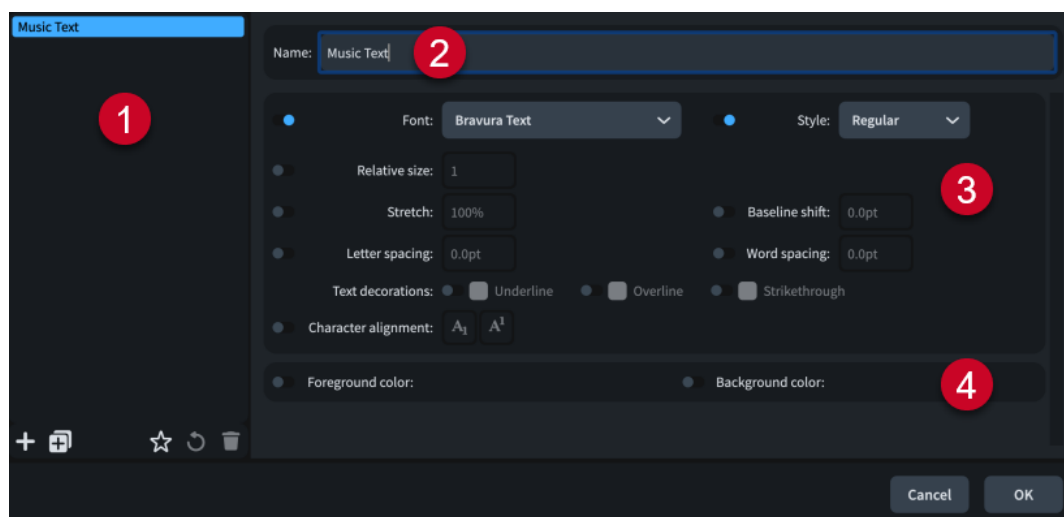 Music Text
Name: Music Text 2
1
Font: Bravura Text Style: Regular
Relative size: 1
3
Stretch: 100% Baseline shift: 0.0pt
Letter spacing: 0.0pt Word spacing: 0.0pt
Text decorations: Underline Overline Strikethrough
Character alignment: A1 A1
Foreground color: Background color: 4
Cancel OK